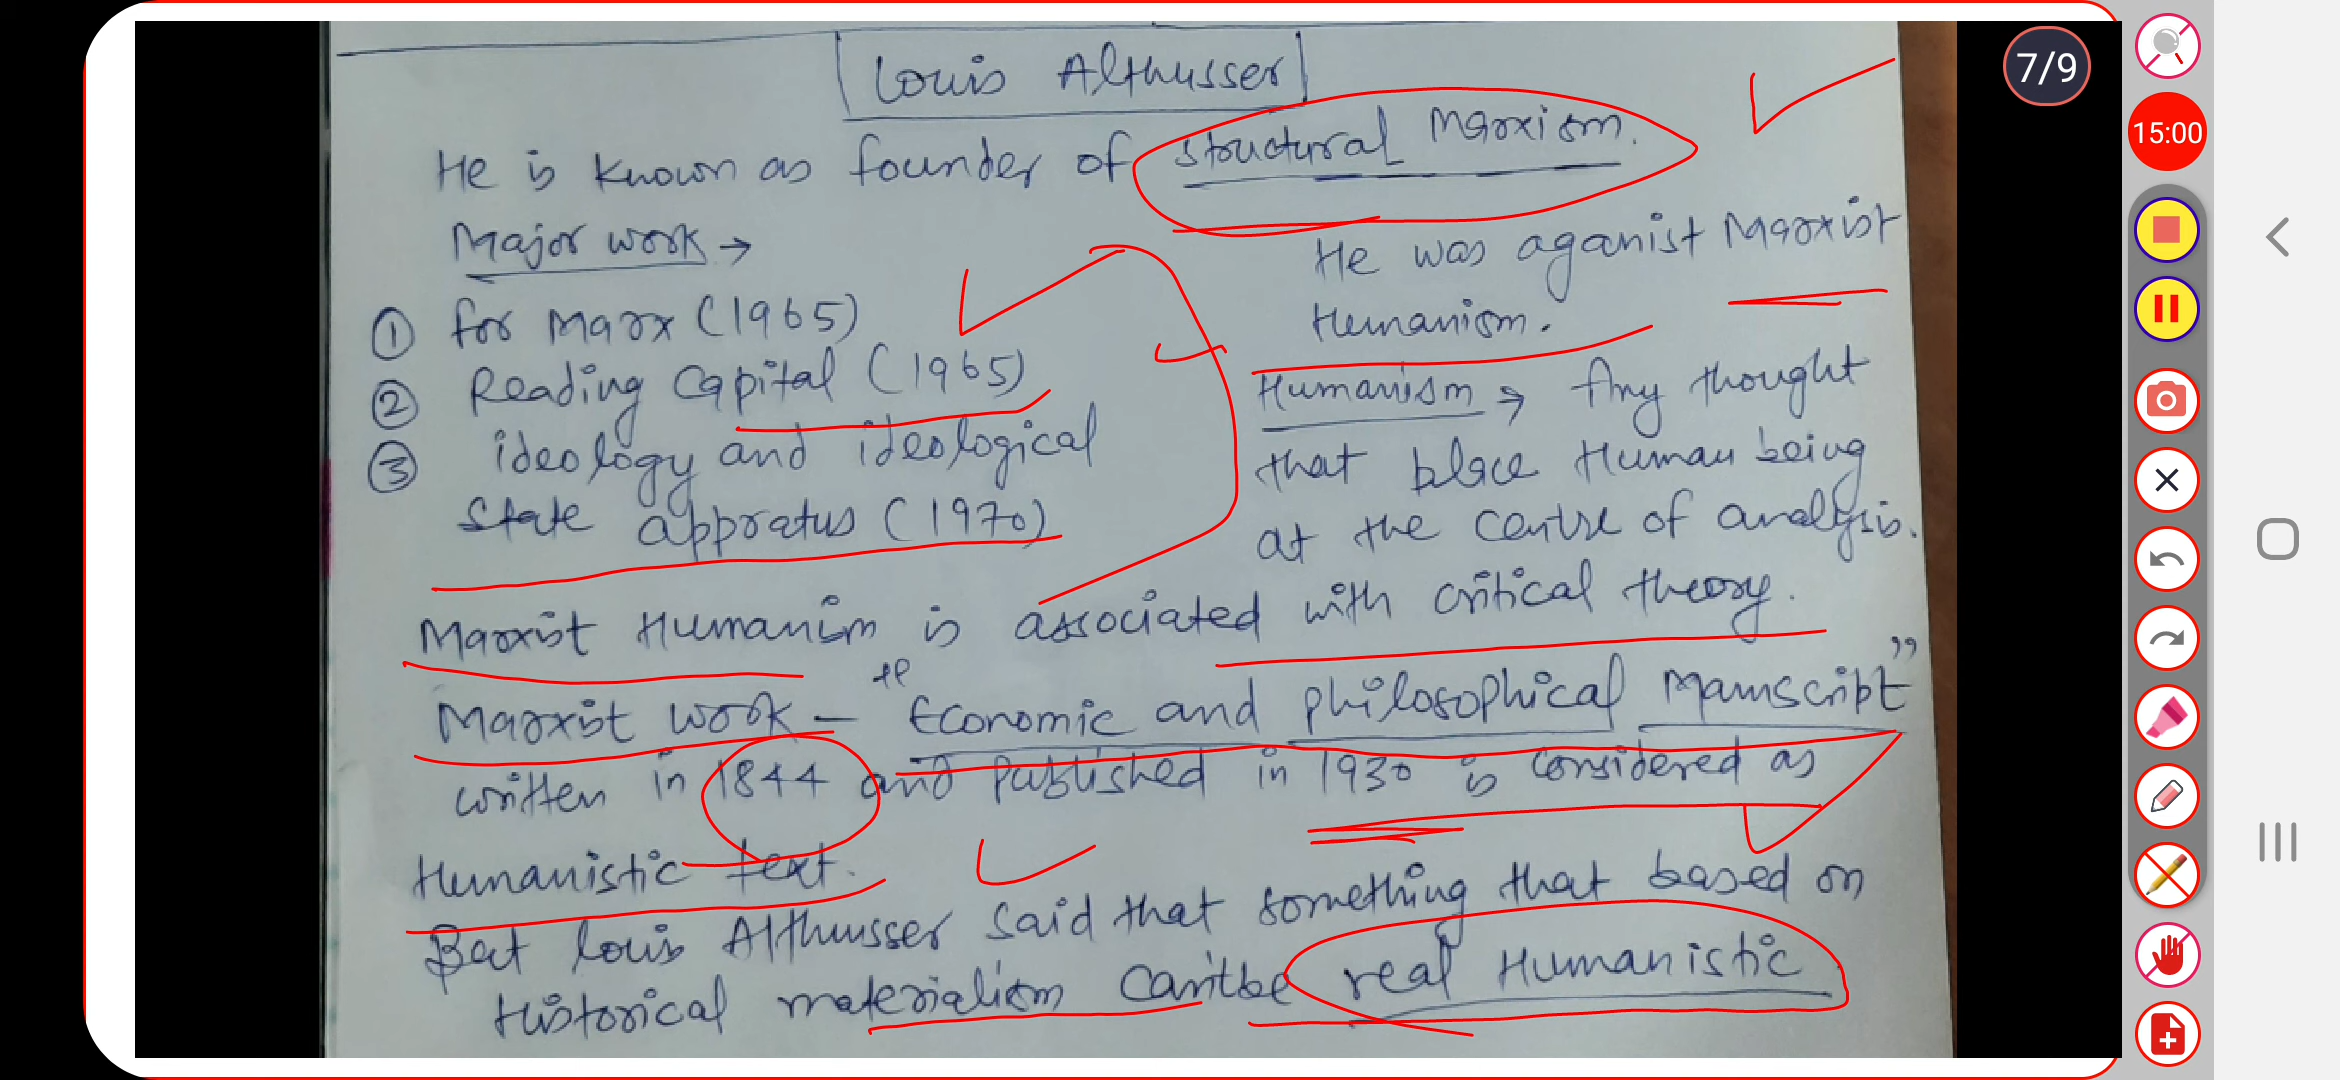 Louis Althusser
7/9
15:00
He is known as founder of structural Marxism.
Major work →
① for Marx (1965)
② Reading Capital (1965)
③ ideology and ideological
state appratus (1970)
He was aganist Marxist
Humanism.
Humanism → Any thought
that place Human being
at the centre of analysis.
Marxist Humanism is associated with critical theory.
Marxist work – "Economic and philosophical Manuscript"
written in 1844 and published in 1930 is considered as
Humanistic text.
But Louis Althusser said that something that based on
Historical materialism can't be real Humanistic